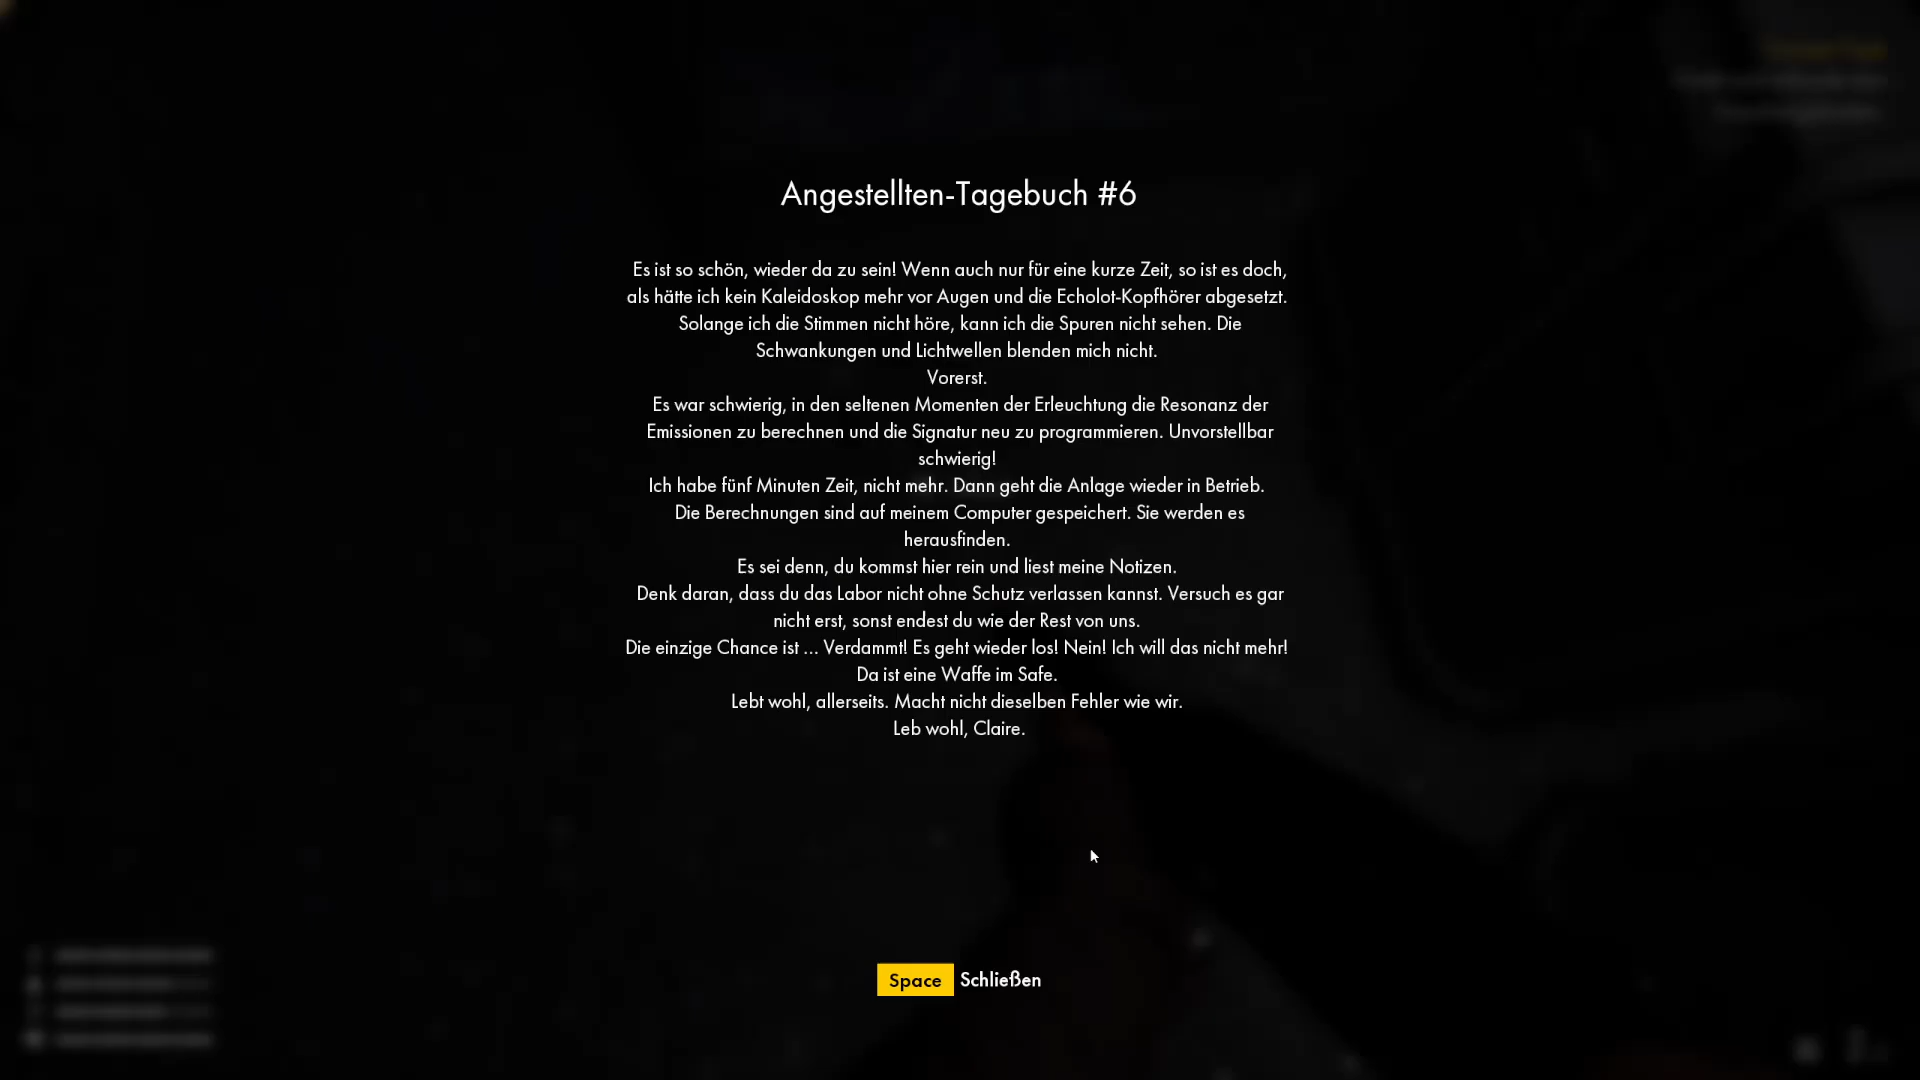 Angestellten-Tagebuch #6
Es ist so schön, wieder da zu sein! Wenn auch nur für eine kurze Zeit, so ist es doch,
als hätte ich kein Kaleidoskop mehr vor Augen und die Echolot-Kopfhörer abgesetzt.
Solange ich die Stimmen nicht höre, kann ich die Spuren nicht sehen. Die
Schwankungen und Lichtwellen blenden mich nicht.
Vorerst.
Es war schwierig, in den seltenen Momenten der Erleuchtung die Resonanz der
Emissionen zu berechnen und die Signatur neu zu programmieren. Unvorstellbar
schwierig!
Ich habe fünf Minuten Zeit, nicht mehr. Dann geht die Anlage wieder in Betrieb.
Die Berechnungen sind auf meinem Computer gespeichert. Sie werden es
herausfinden.
Es sei denn, du kommst hier rein und liest meine Notizen.
Denk daran, dass du das Labor nicht ohne Schutz verlassen kannst. Versuch es gar
nicht erst, sonst endest du wie der Rest von uns.
Die einzige Chance ist ... Verdammt! Es geht wieder los! Nein! Ich will das nicht mehr!
Da ist eine Waffe im Safe.
Lebt wohl, allerseits. Macht nicht dieselben Fehler wie wir.
Leb wohl, Claire.
Space Schließen